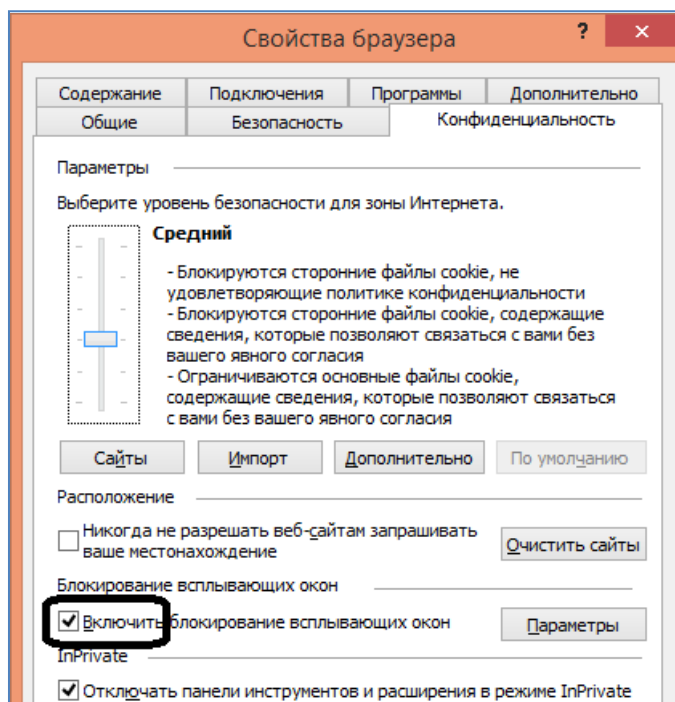 Свойства браузера
? ×
Содержание Подключения Программы Дополнительно
Общие Безопасность Конфиденциальность
Параметры
Выберите уровень безопасности для зоны Интернета.
Средний
- Блокируются сторонние файлы cookie, не
удовлетворяющие политике конфиденциальности
- Блокируются сторонние файлы cookie, содержащие
сведения, которые позволяют связаться с вами без
вашего явного согласия
- Ограничиваются основные файлы cookie,
содержащие сведения, которые позволяют связаться
с вами без вашего явного согласия
Сайты Импорт Дополнительно По умолчанию
Расположение
Никогда не разрешать веб-сайтам запрашивать
ваше местонахождение
Очистить сайты
Блокирование всплывающих окон
Включить блокирование всплывающих окон
Параметры
InPrivate
Отключать панели инструментов и расширения в режиме InPrivate